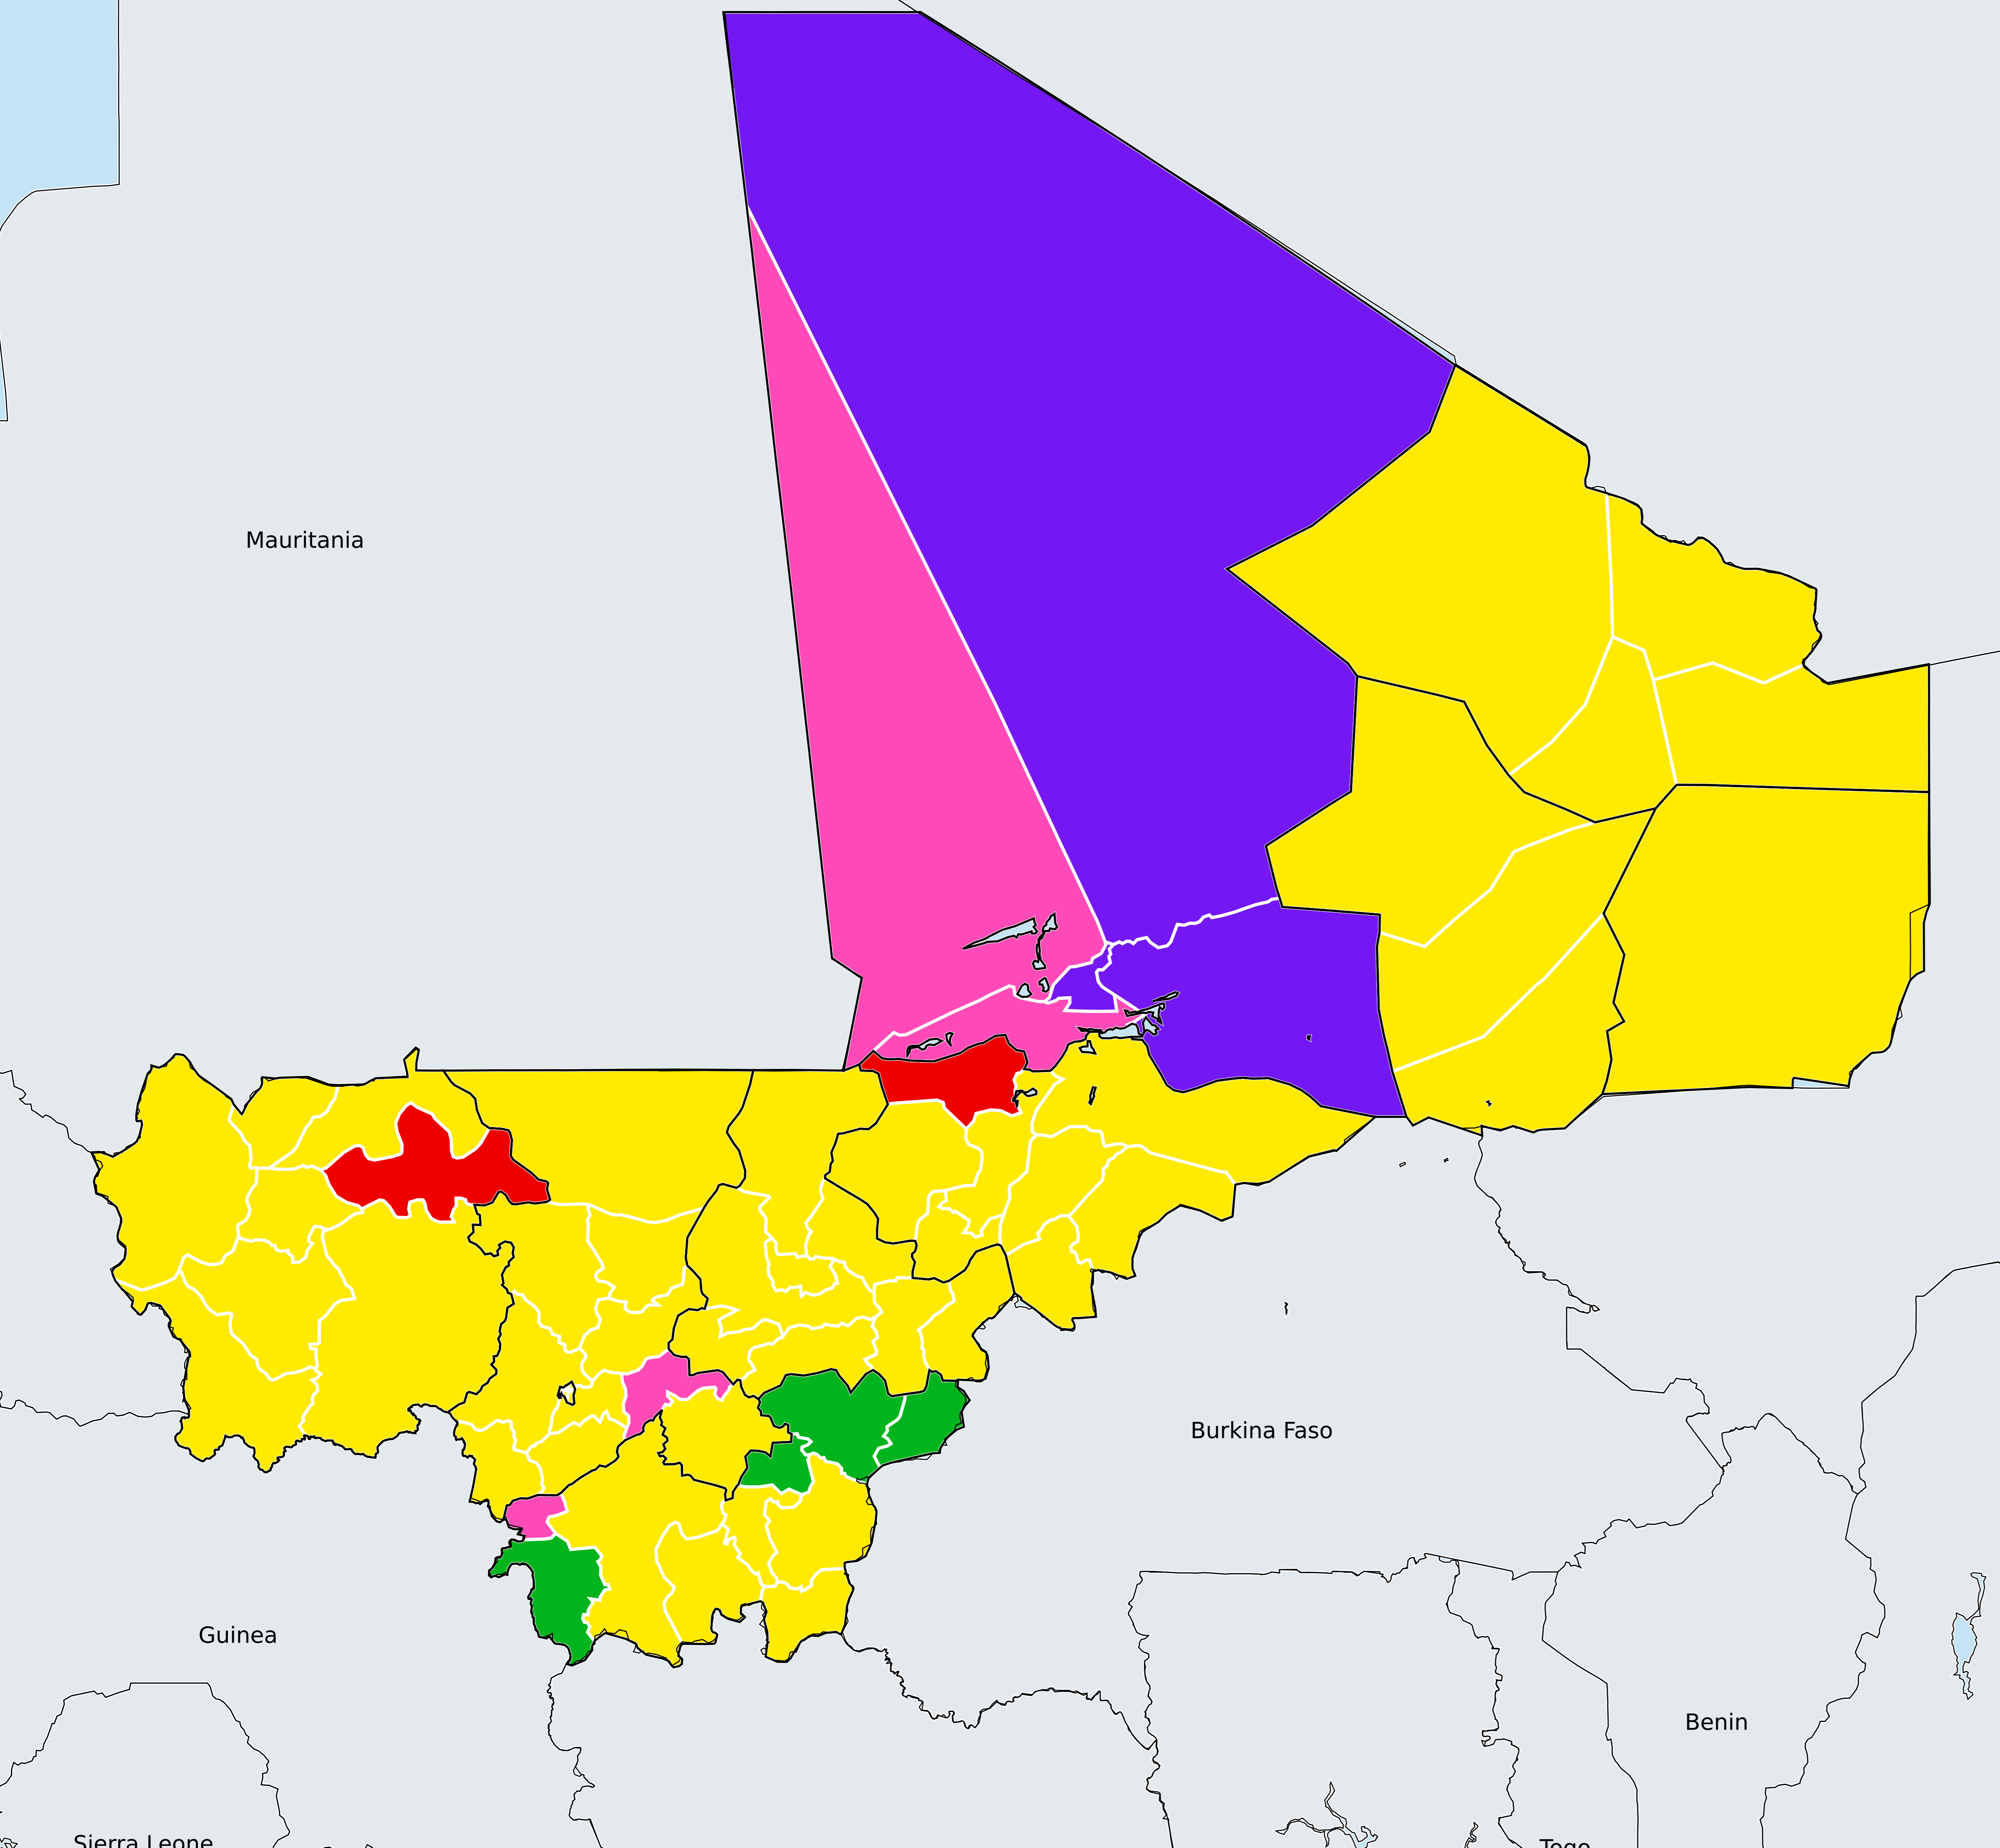 Mauritania
Burkina Faso
Guinea
Benin
Sierra Leone
Togo